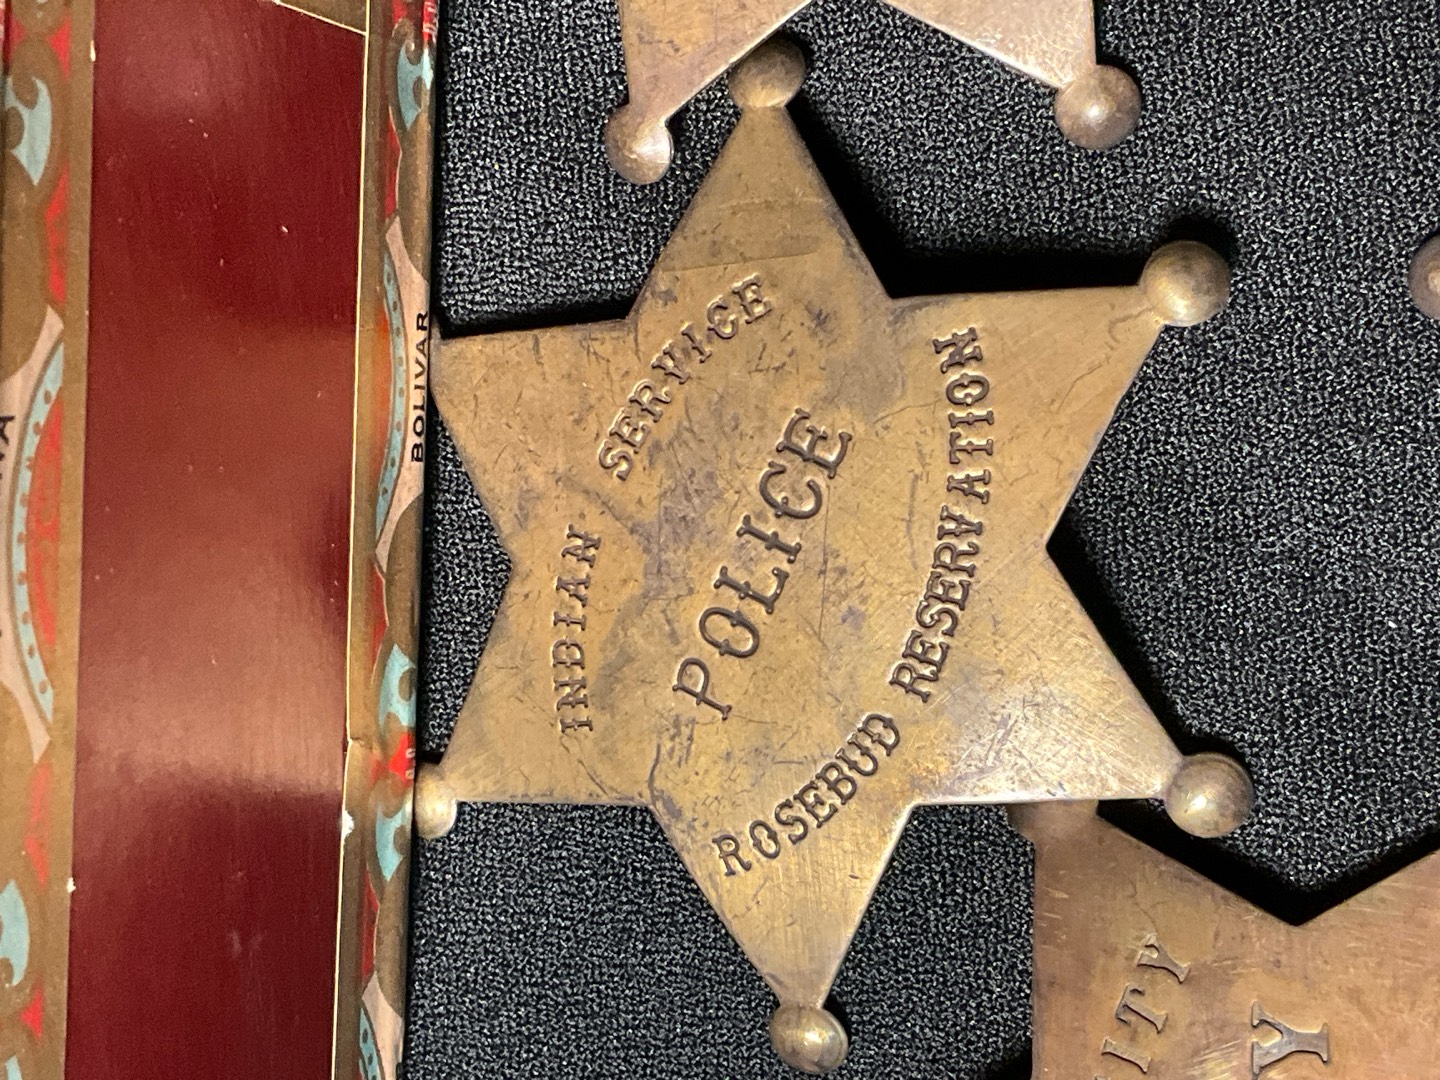 INDIAN SERVICE
POLICE
ROSEBUD RESERVATION
BOLIVAR